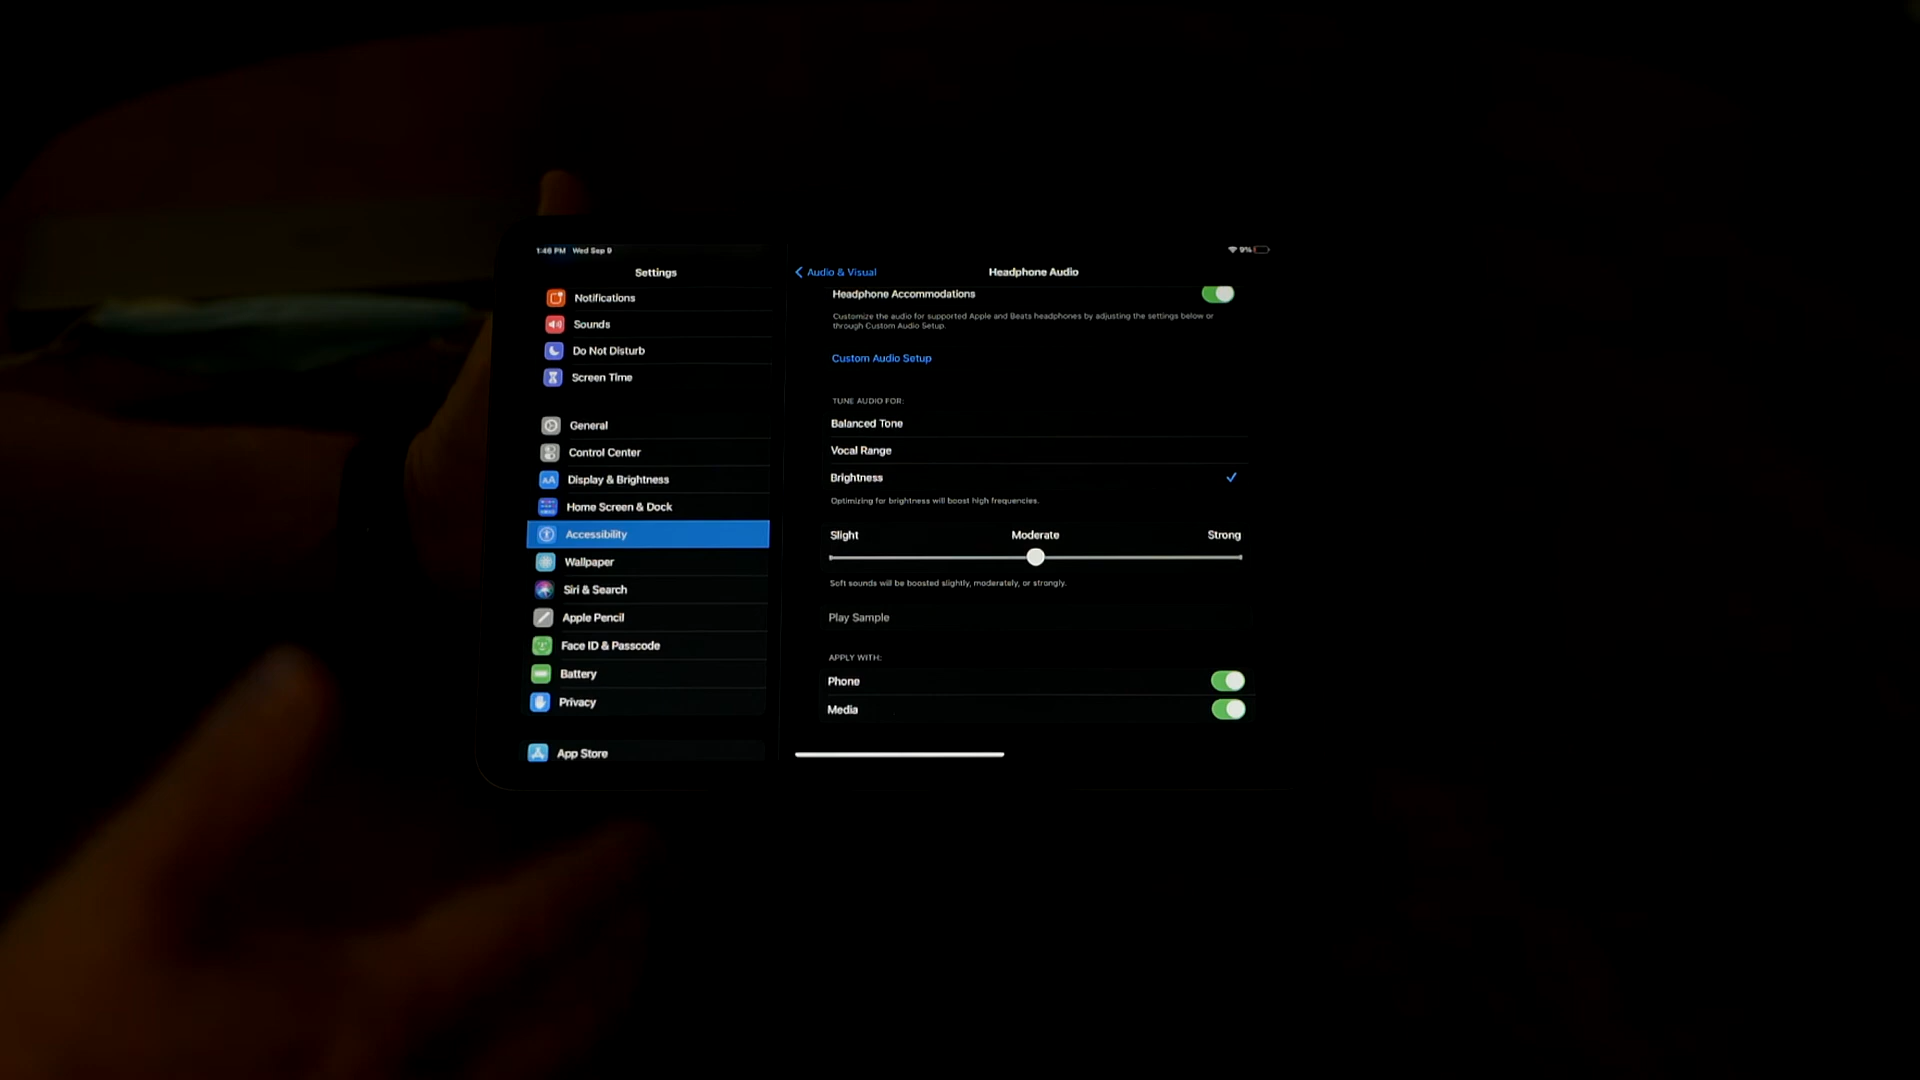 1:46 PM Wed Sep 9
9%
Settings
Notifications
Sounds
Do Not Disturb
Screen Time
General
Control Center
Display & Brightness
Home Screen & Dock
Accessibility
Wallpaper
Siri & Search
Apple Pencil
Face ID & Passcode
Battery
Privacy
App Store
Audio & Visual
Headphone Audio
Headphone Accommodations
Customize the audio for supported Apple and Beats headphones by adjusting the settings below or
through Custom Audio Setup.
Custom Audio Setup
TUNE AUDIO FOR:
Balanced Tone
Vocal Range
Brightness
Optimizing for brightness will boost high frequencies.
Slight Moderate Strong
Soft sounds will be boosted slightly, moderately, or strongly.
Play Sample
APPLY WITH:
Phone
Media